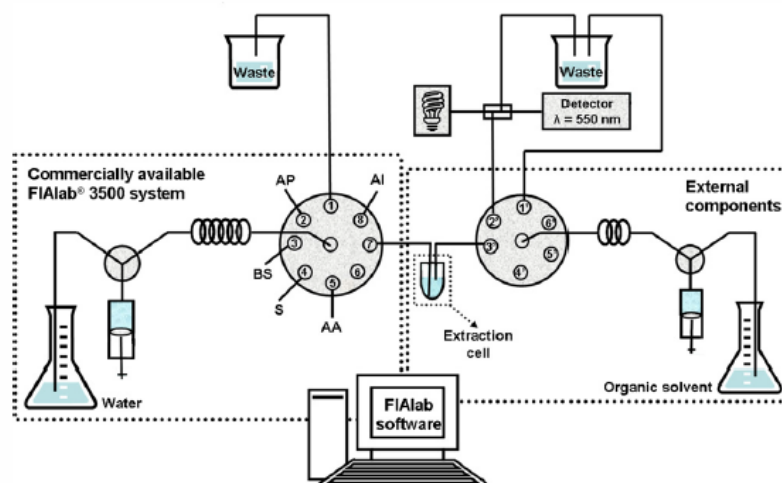 Waste
Waste
Detector
λ = 550 nm
Commercially available
FIAlab® 3500 system
External
components
AP
AI
1
2
8
3
7
4
6
5
BS
S
AA
1'
2'
6'
3'
5'
4'
Extraction
cell
Water
Organic solvent
FIAlab
software